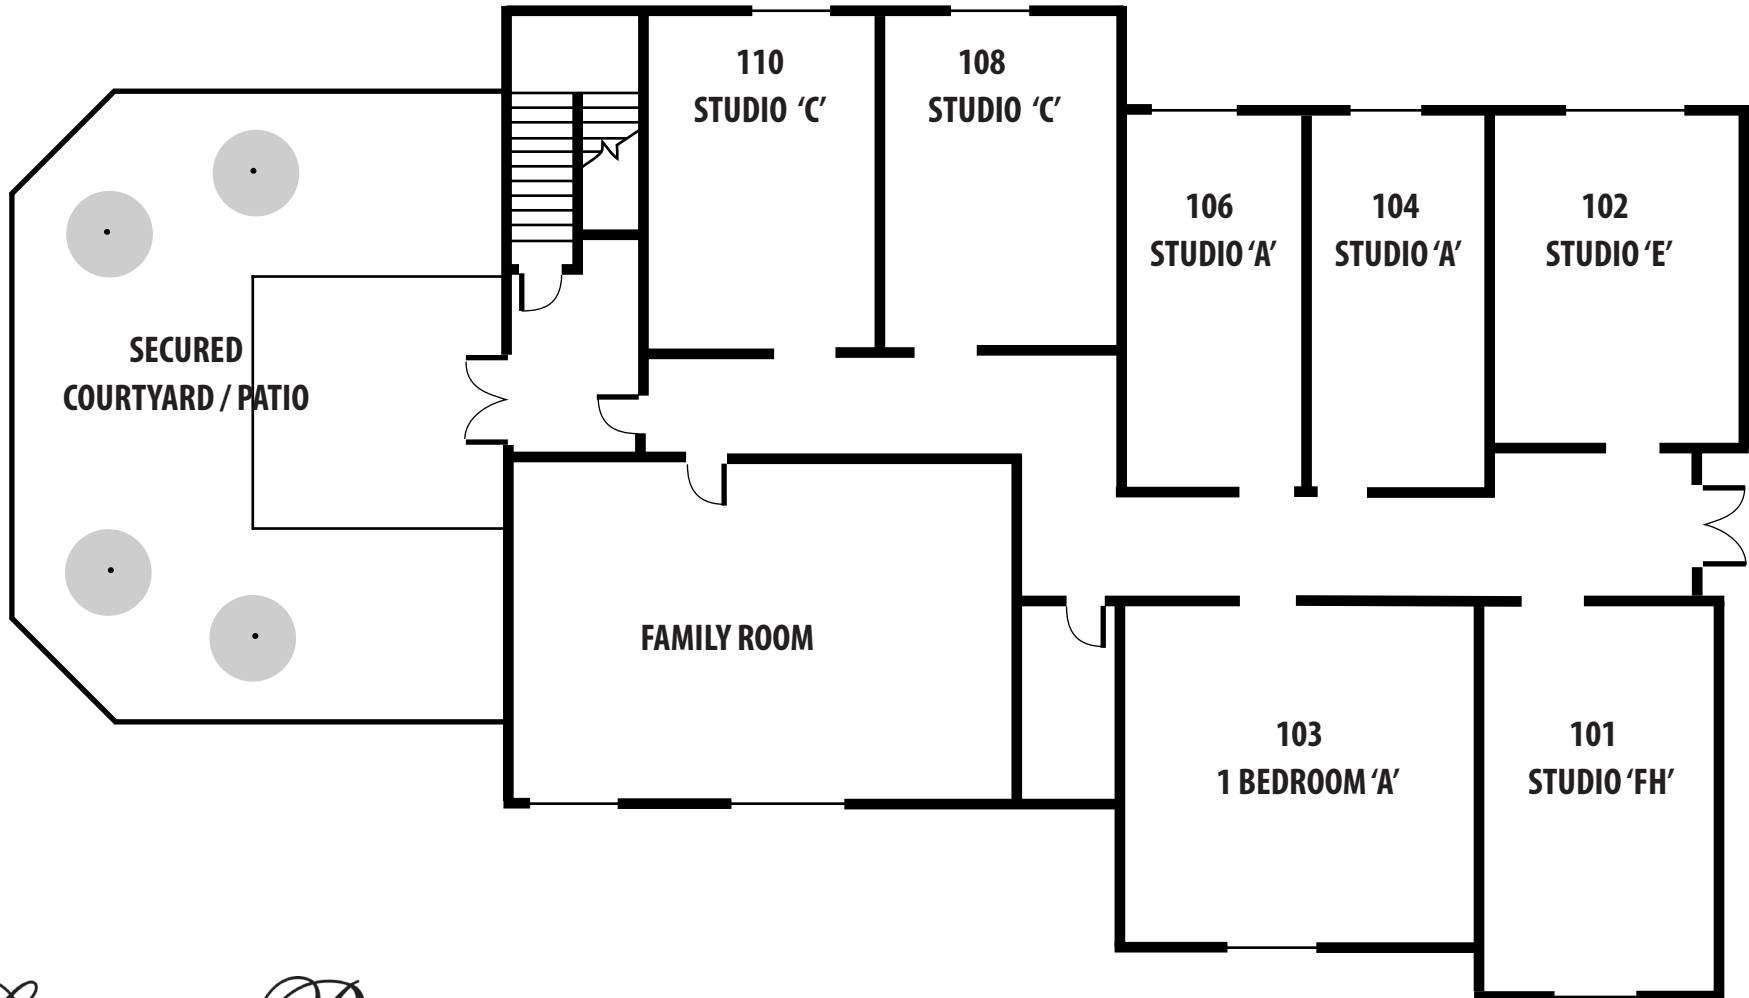 110
STUDIO ‘C’
108
STUDIO ‘C’
106
STUDIO ‘A’
104
STUDIO ‘A’
102
STUDIO ‘E’
SECURED
COURTYARD / PATIO
FAMILY ROOM
103
1 BEDROOM ‘A’
101
STUDIO ‘FH’